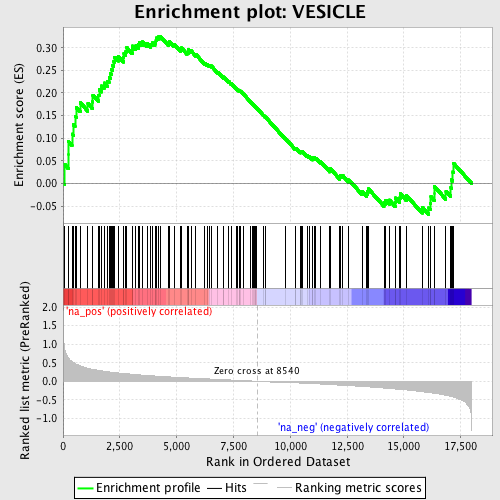 Enrichment plot: VESICLE
Enrichment score (ES)
0.30
0.25
0.20
0.15
0.10
0.05
0.00
-0.05
'na_pos' (positively correlated)
Ranked list metric (PreRanked)
2.0
1.5
1.0
0.5
0.0
-0.5
-1.0
Zero cross at 8540
'na_neg' (negatively correlated)
0
2,500
5,000
7,500
10,000
12,500
15,000
17,500
Rank in Ordered Dataset
Enrichment profile
Hits
Ranking metric scores